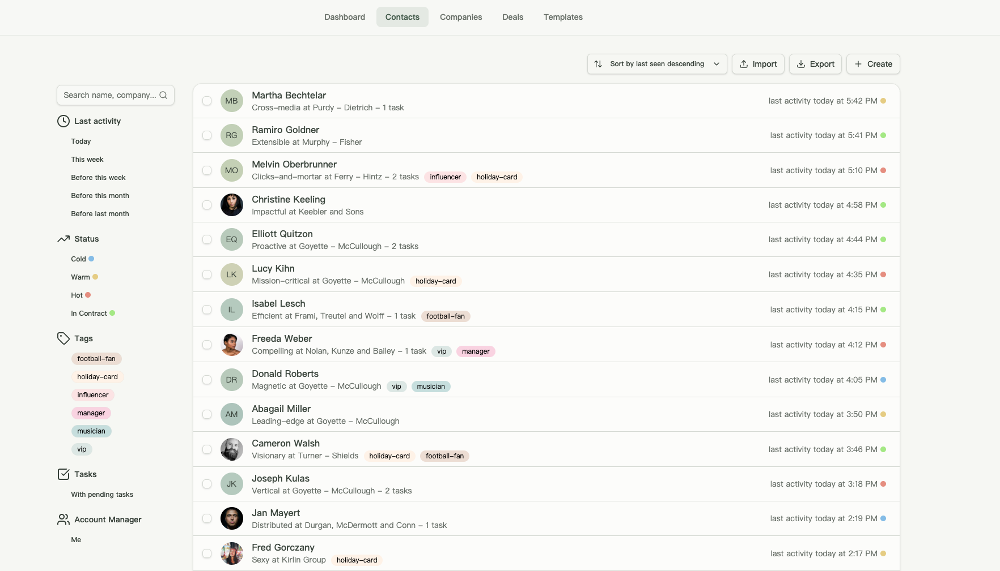 Dashboard
Contacts
Companies
Deals
Templates
Sort by last seen descending
Import
Export
Create
Search name, company...
Last activity
Today
This week
Before this week
Before this month
Before last month
Status
Cold
Warm
Hot
In Contract
Tags
football-fan
holiday-card
influencer
manager
musician
vip
Tasks
With pending tasks
Account Manager
Me
MB
Martha Bechtelar
Cross-media at Purdy - Dietrich - 1 task
last activity today at 5:42 PM
RG
Ramiro Goldner
Extensible at Murphy - Fisher
last activity today at 5:41 PM
MO
Melvin Oberbrunner
Clicks-and-mortar at Ferry - Hintz - 2 tasks influencer holiday-card
last activity today at 5:10 PM
Christine Keeling
Impactful at Keebler and Sons
last activity today at 4:58 PM
EQ
Elliott Quitzon
Proactive at Goyette - McCullough - 2 tasks
last activity today at 4:44 PM
LK
Lucy Kihn
Mission-critical at Goyette - McCullough holiday-card
last activity today at 4:35 PM
IL
Isabel Lesch
Efficient at Frami, Treutel and Wolff - 1 task football-fan
last activity today at 4:15 PM
Freeda Weber
Compelling at Nolan, Kunze and Bailey - 1 task vip manager
last activity today at 4:12 PM
DR
Donald Roberts
Magnetic at Goyette - McCullough vip musician
last activity today at 4:05 PM
AM
Abagail Miller
Leading-edge at Goyette - McCullough
last activity today at 3:50 PM
Cameron Walsh
Visionary at Turner - Shields holiday-card football-fan
last activity today at 3:46 PM
JK
Joseph Kulas
Vertical at Goyette - McCullough - 2 tasks
last activity today at 3:18 PM
Jan Mayert
Distributed at Durgan, McDermott and Conn - 1 task
last activity today at 2:19 PM
Fred Gorczany
Sexy at Kirlin Group holiday-card
last activity today at 2:17 PM